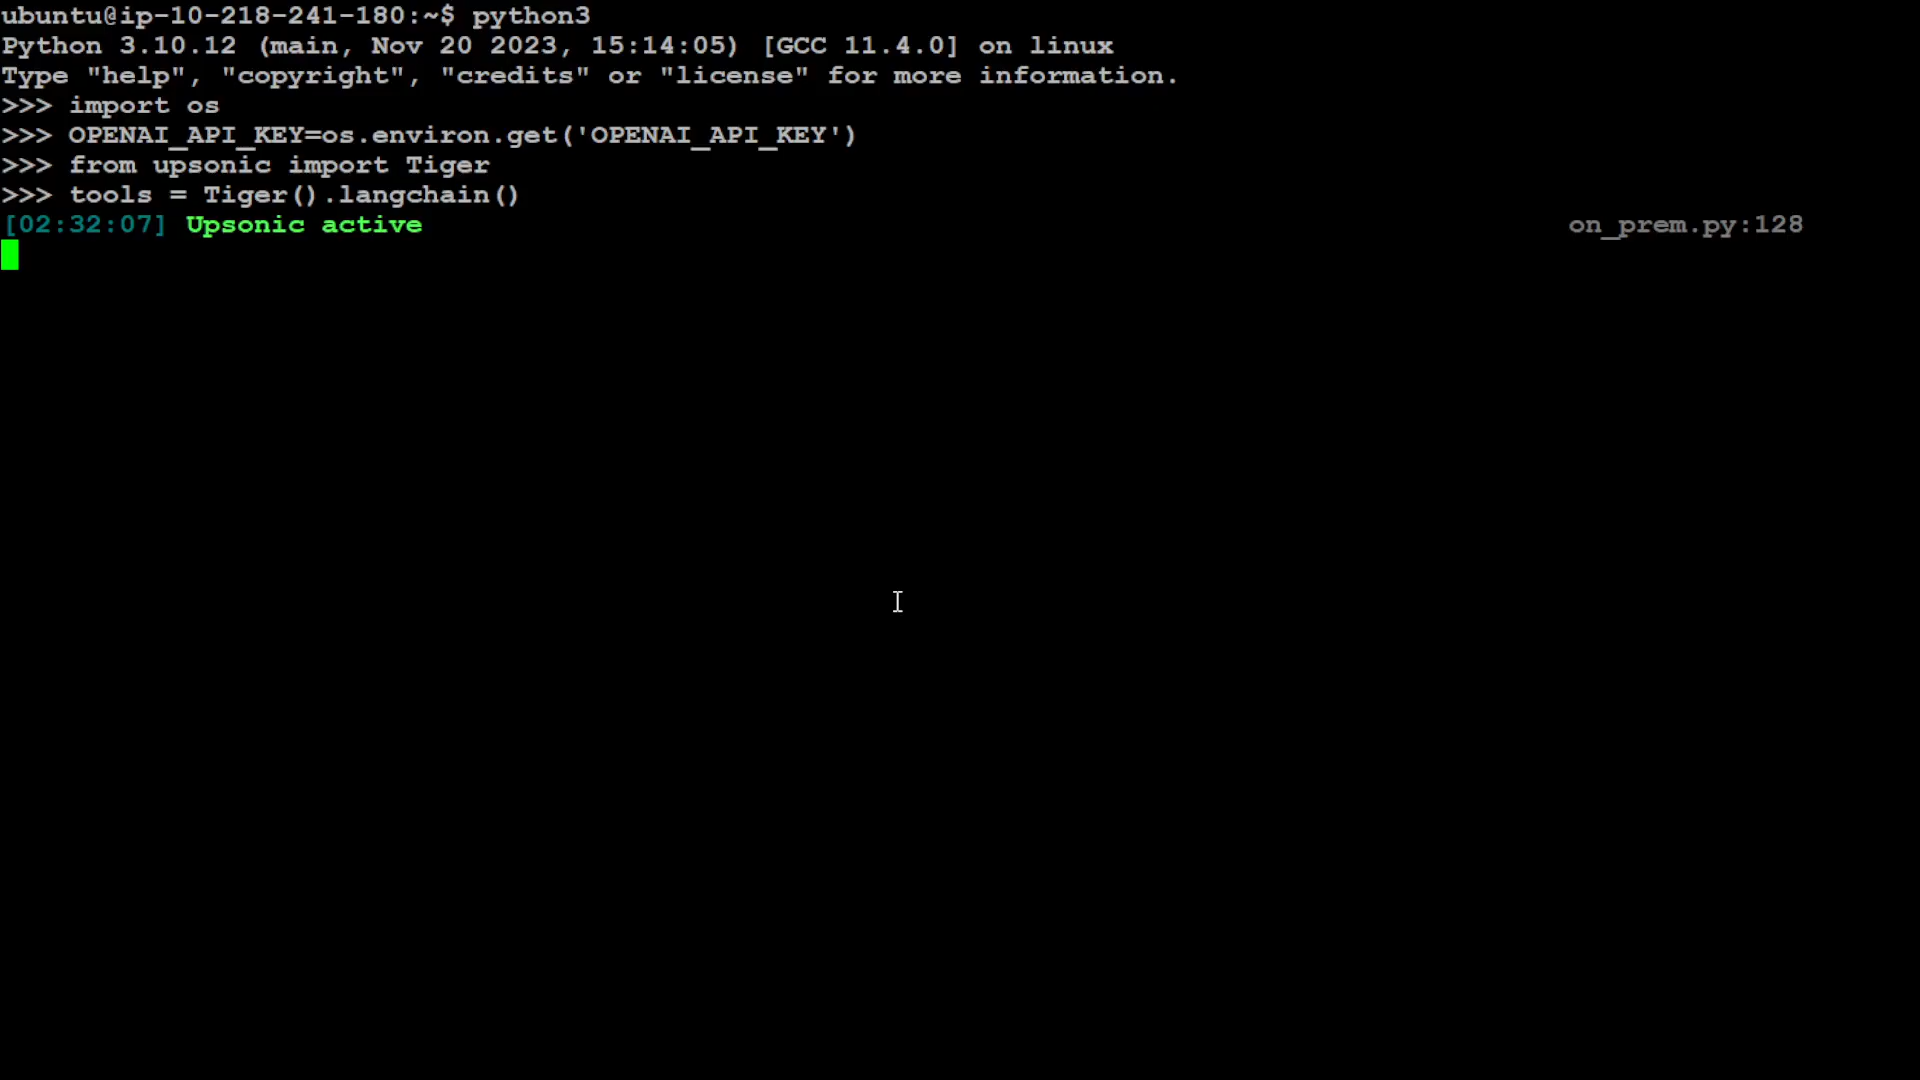 ubuntu@ip-10-218-241-180:~$ python3
Python 3.10.12 (main, Nov 20 2023, 15:14:05) [GCC 11.4.0] on linux
Type "help", "copyright", "credits" or "license" for more information.
>>> import os
>>> OPENAI_API_KEY=os.environ.get('OPENAI_API_KEY')
>>> from upsonic import Tiger
>>> tools = Tiger().langchain()
[02:32:07] Upsonic active on_prem.py:128